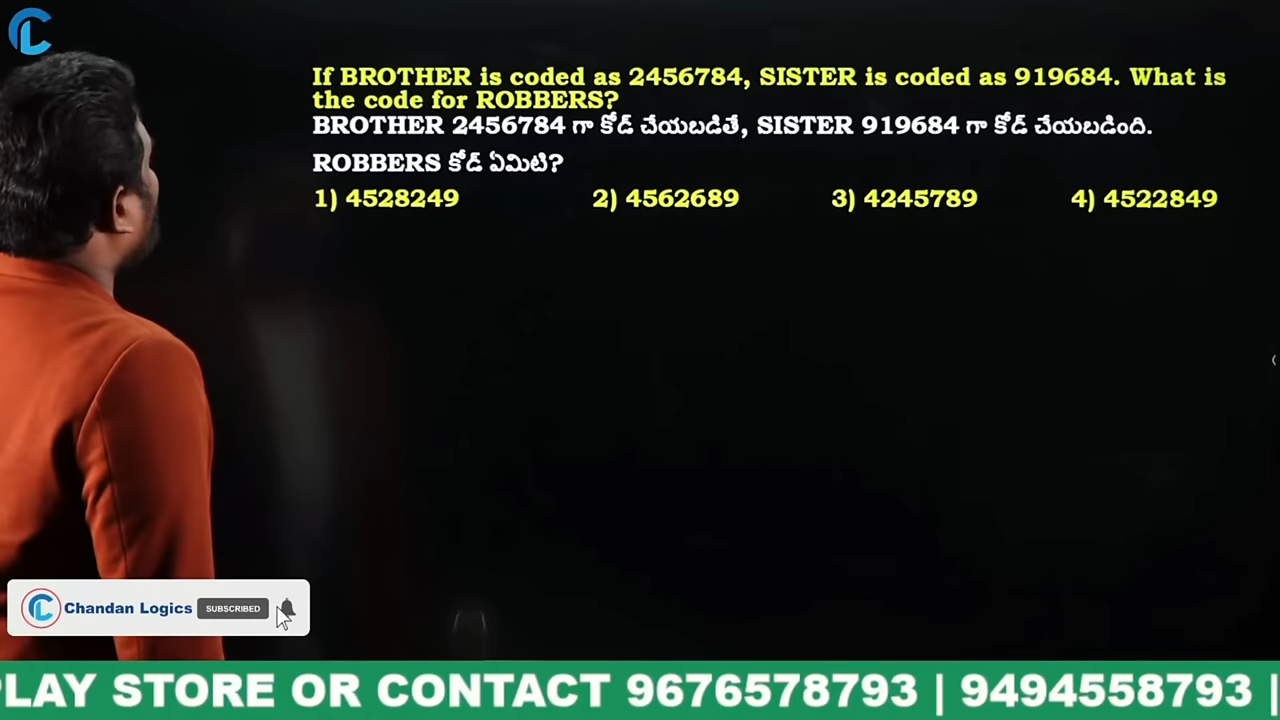 If BROTHER is coded as 2456784, SISTER is coded as 919684. What is
the code for ROBBERS?
BROTHER 2456784 గా కోడ్ చేయబడితే, SISTER 919684 గా కోడ్ చేయబడింది.
ROBBERS కోడ్ ఏమిటి?
1) 4528249 2) 4562689 3) 4245789 4) 4522849
Chandan Logics SUBSCRIBED
PLAY STORE OR CONTACT 9676578793 | 9494558793 |